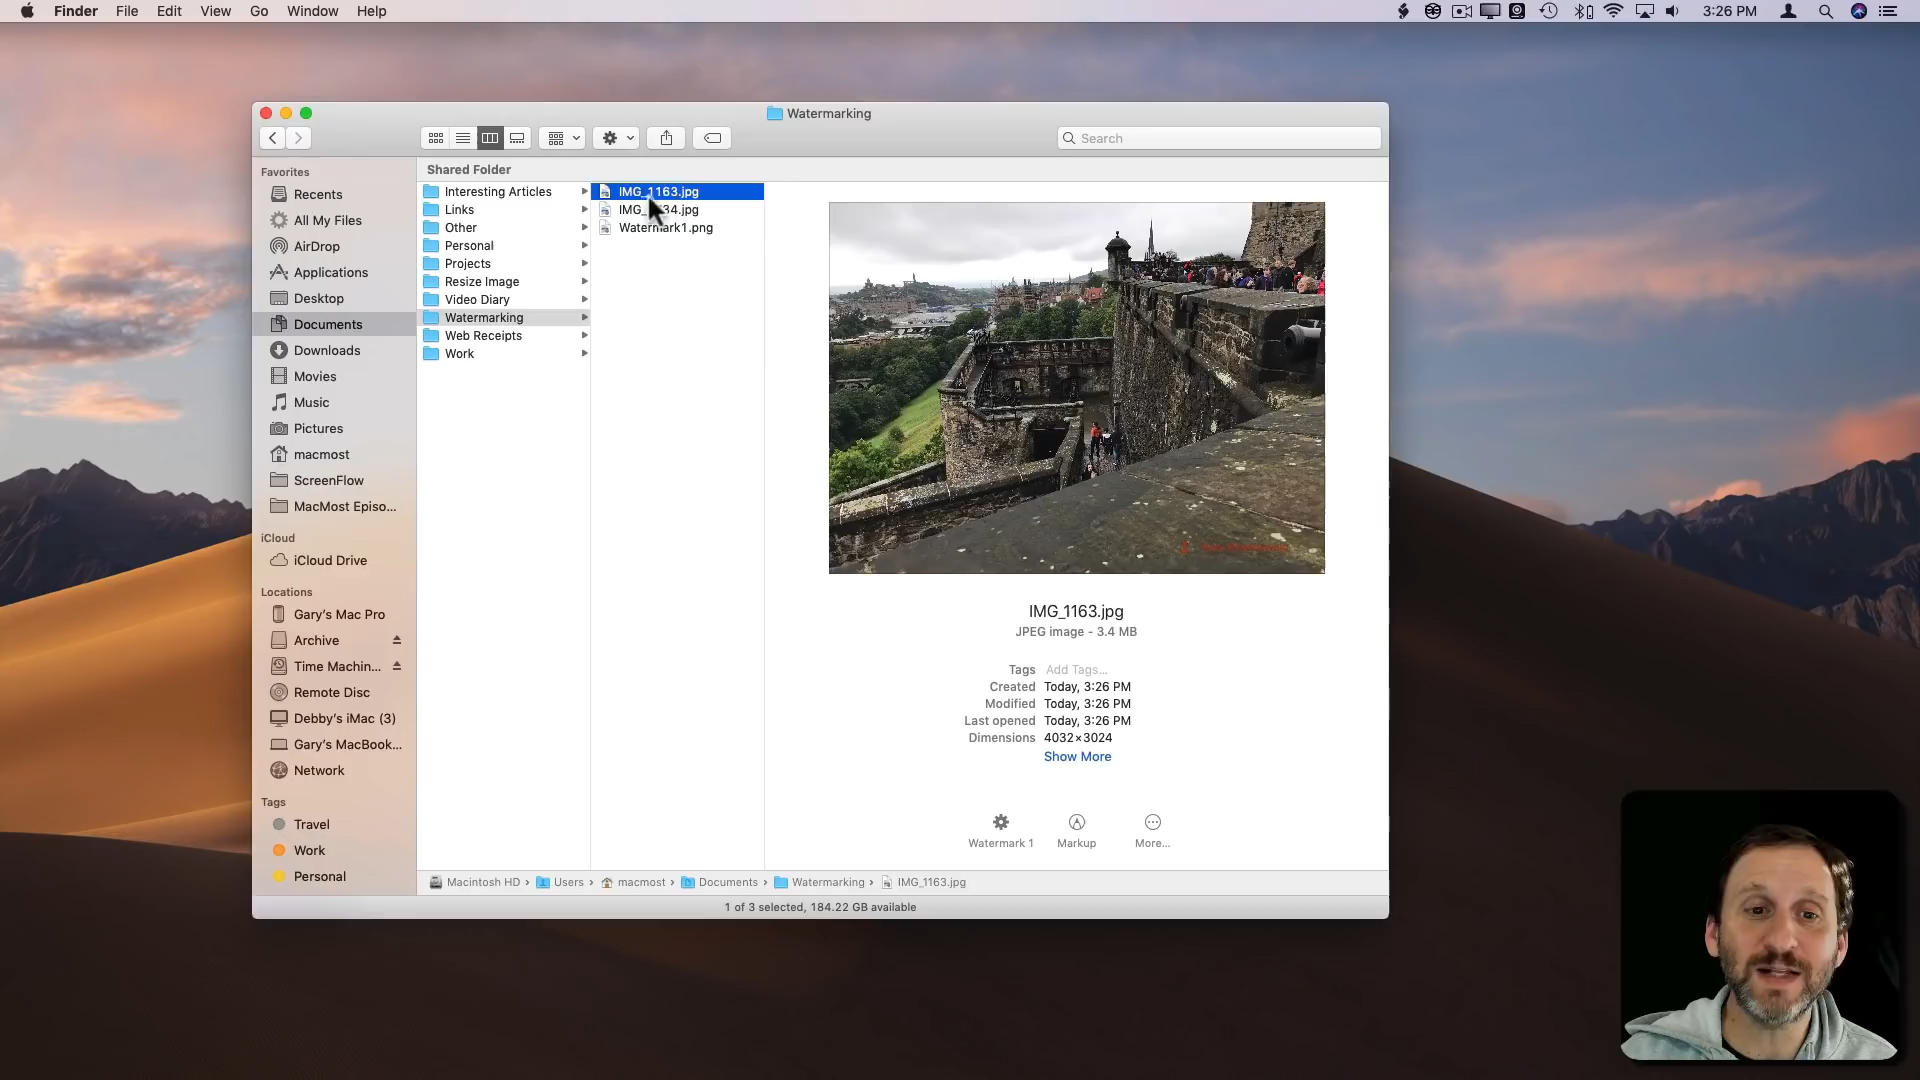 Finder File Edit View Go Window Help 3:26 PM
Watermarking
Search
Favorites
Recents
All My Files
AirDrop
Applications
Desktop
Documents
Downloads
Movies
Music
Pictures
macmost
ScreenFlow
MacMost Episo...
iCloud
iCloud Drive
Locations
Gary's Mac Pro
Archive
Time Machin...
Remote Disc
Debby's iMac (3)
Gary's MacBook...
Network
Tags
Travel
Work
Personal
Shared Folder
Interesting Articles
Links
Other
Personal
Projects
Resize Image
Video Diary
Watermarking
Web Receipts
Work
IMG_1163.jpg
Watermark1.png
IMG_1163.jpg
JPEG image - 3.4 MB
Tags Add Tags...
Created Today, 3:26 PM
Modified Today, 3:26 PM
Last opened Today, 3:26 PM
Dimensions 4032×3024
Show More
Watermark 1 Markup More...
Macintosh HD › Users › macmost › Documents › Watermarking › IMG_1163.jpg
1 of 3 selected, 184.22 GB available